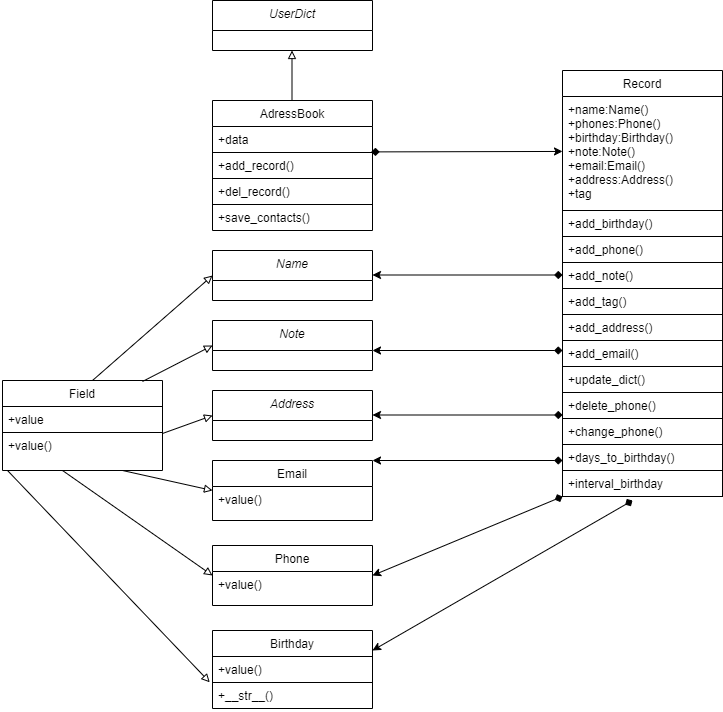 UserDict
AdressBook
+data
+add_record()
+del_record()
+save_contacts()
Record
+name:Name()
+phones:Phone()
+birthday:Birthday()
+note:Note()
+email:Email()
+address:Address()
+tag
+add_birthday()
+add_phone()
+add_note()
+add_tag()
+add_address()
+add_email()
+update_dict()
+delete_phone()
+change_phone()
+days_to_birthday()
+interval_birthday
Name
Note
Address
Field
+value
+value()
Email
+value()
Phone
+value()
Birthday
+value()
+__str__()